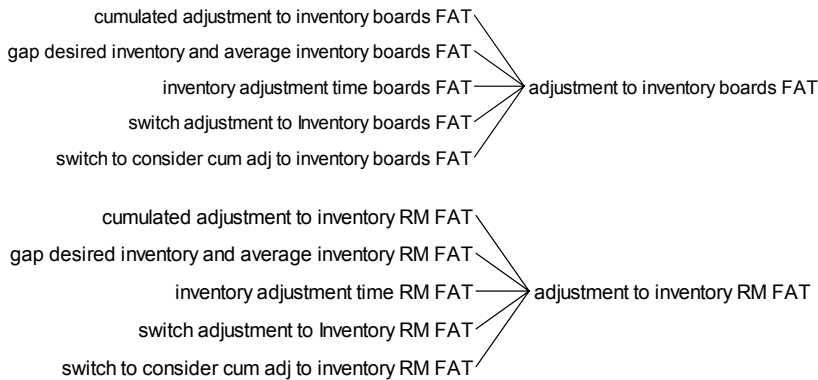 cumulated adjustment to inventory boards FAT
gap desired inventory and average inventory boards FAT
inventory adjustment time boards FAT
adjustment to inventory boards FAT
switch adjustment to Inventory boards FAT
switch to consider cum adj to inventory boards FAT
cumulated adjustment to inventory RM FAT
gap desired inventory and average inventory RM FAT
inventory adjustment time RM FAT
adjustment to inventory RM FAT
switch adjustment to Inventory RM FAT
switch to consider cum adj to inventory RM FAT